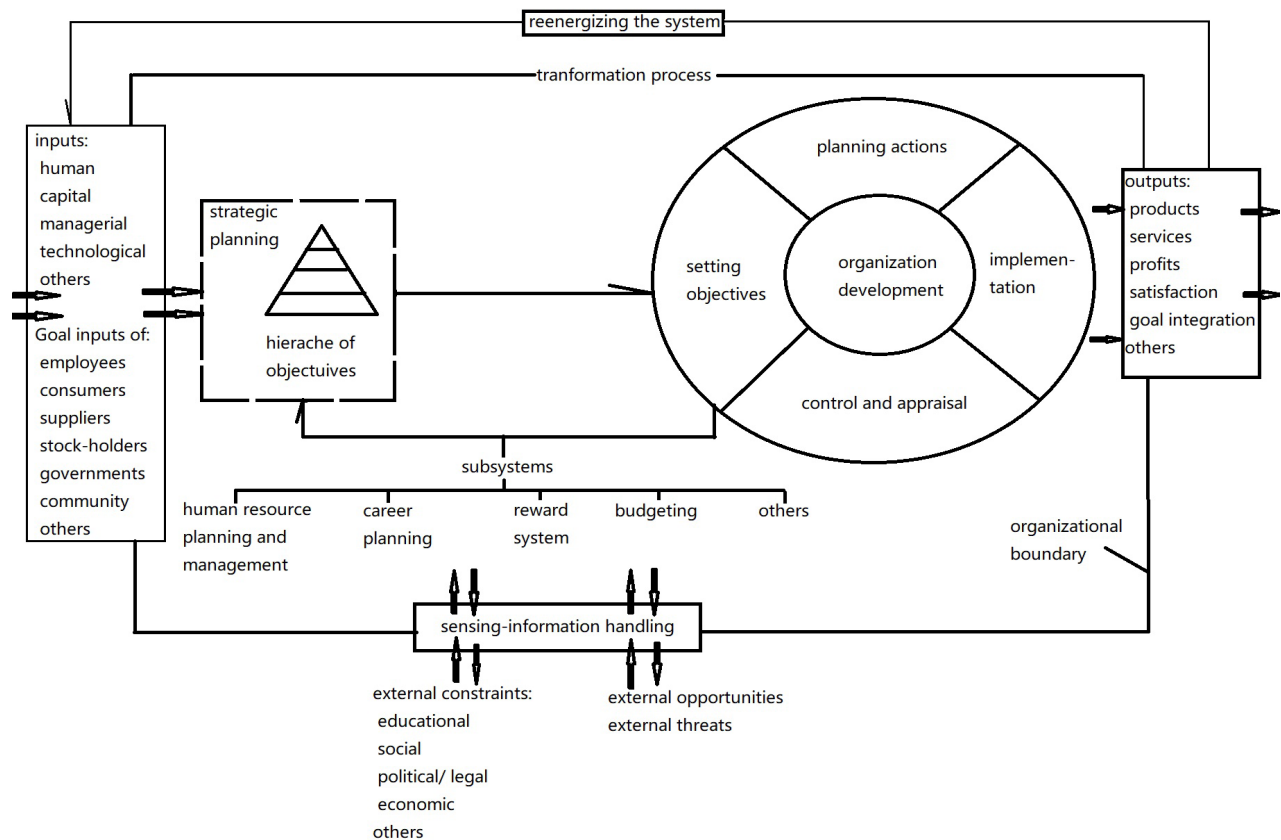 reenergizing the system
tranformation process
inputs:
human
capital
managerial
technological
others
Goal inputs of:
employees
consumers
suppliers
stock-holders
governments
community
others
strategic
planning
hierache of
objectuives
planning actions
setting
objectives
organization
development
implemen-
tation
control and appraisal
outputs:
products
services
profits
satisfaction
goal integration
others
subsystems
human resource
planning and
management
career
planning
reward
system
budgeting
others
organizational
boundary
sensing-information handling
external constraints:
educational
social
political/ legal
economic
others
external opportunities
external threats